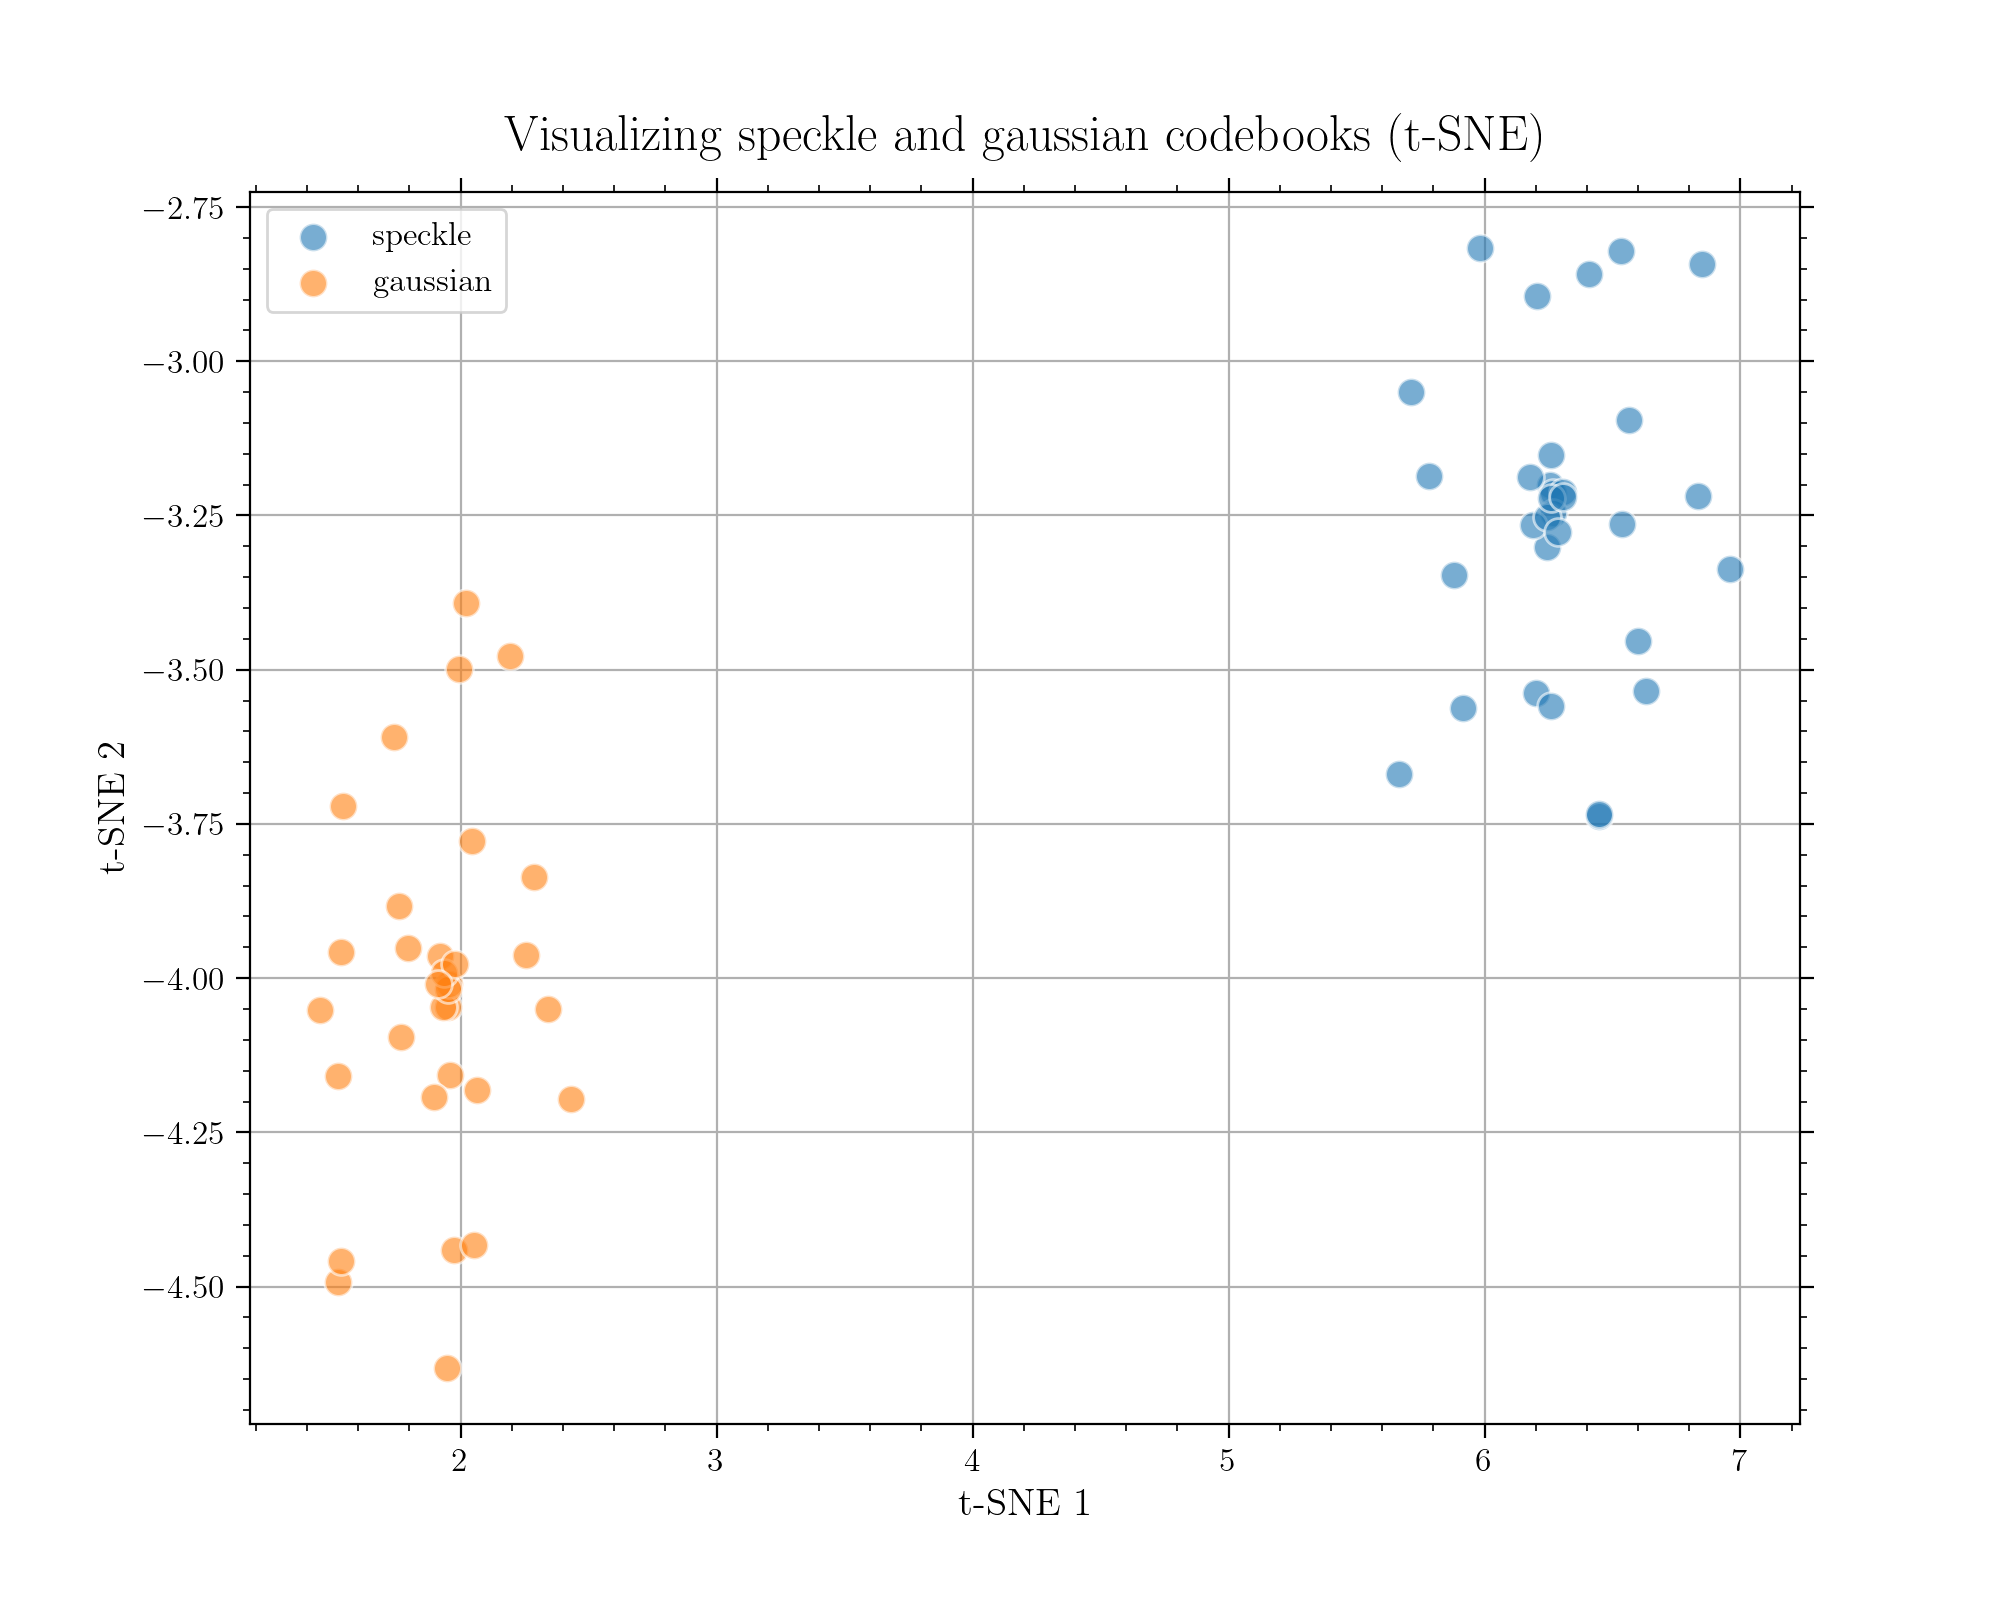 Visualizing speckle and gaussian codebooks (t-SNE)
speckle
gaussian
−2.75
−3.00
−3.25
−3.50
−3.75
−4.00
−4.25
−4.50
t-SNE 2
2 3 4 5 6 7
t-SNE 1